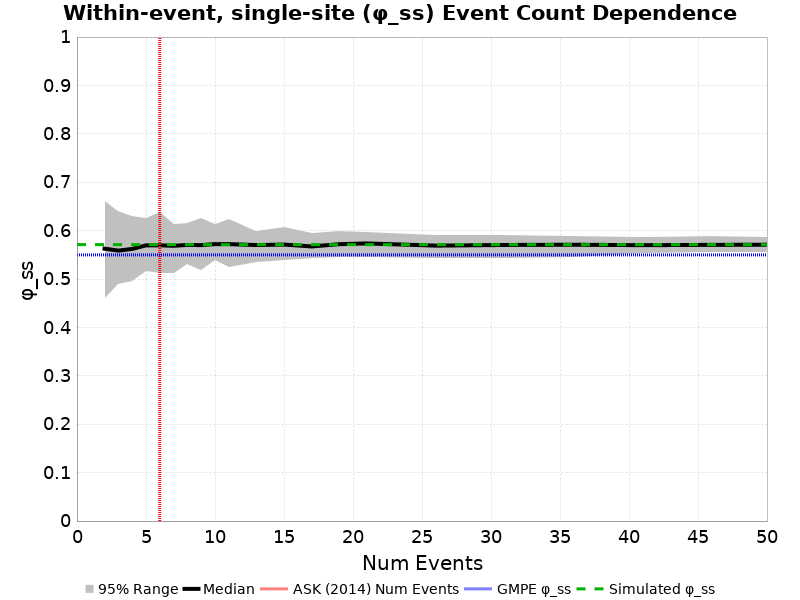 Within-event, single-site (φ_ss) Event Count Dependence
1
0.9
0.8
0.7
0.6
0.5
0.4
0.3
0.2
0.1
0
φ_ss
0 5 10 15 20 25 30 35 40 45 50
Num Events
95% Range Median ASK (2014) Num Events GMPE φ_ss Simulated φ_ss